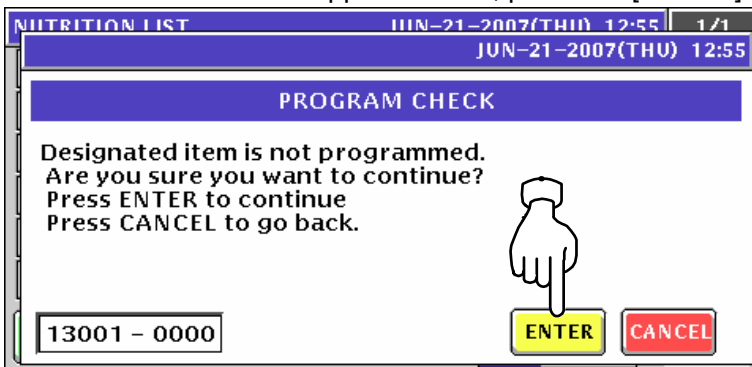 NUTRITION LIST JUN-21-2007(THU) 12:55 1/1
JUN-21-2007(THU) 12:55
PROGRAM CHECK
Designated item is not programmed.
Are you sure you want to continue?
Press ENTER to continue
Press CANCEL to go back.
13001 - 0000
ENTER CANCEL